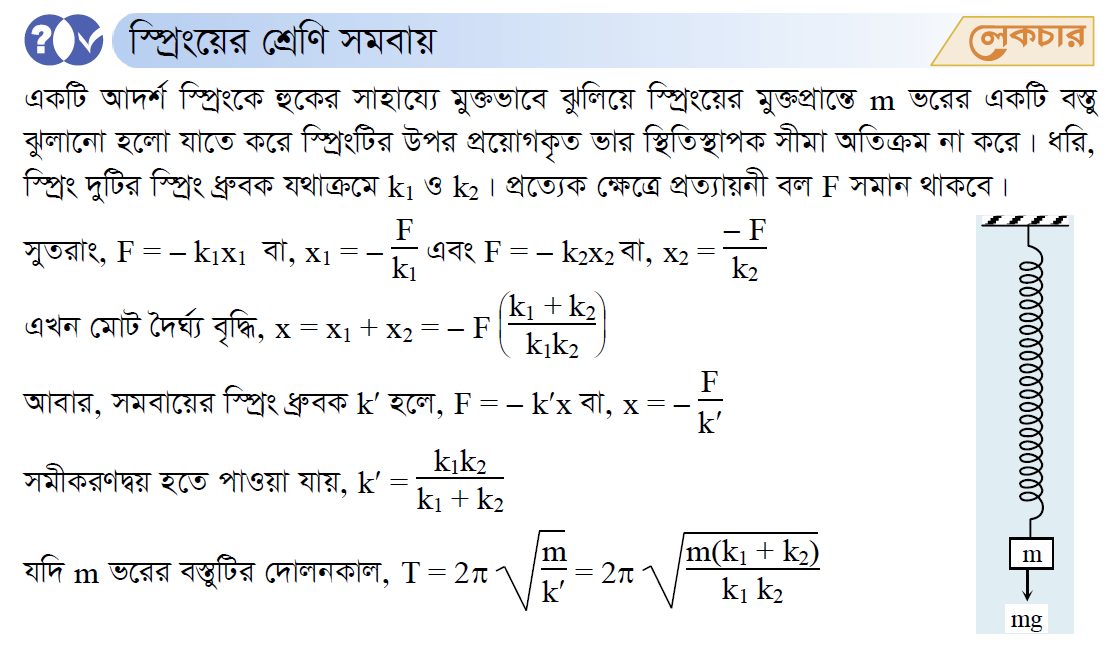 স্প্রিংয়ের শ্রেণি সমবায়
লেকচার
একটি আদর্শ স্প্রিংকে হুকের সাহায্যে মুক্তভাবে ঝুলিয়ে স্প্রিংয়ের মুক্তপ্রান্তে m ভরের একটি বস্তু
ঝুলানো হলো যাতে করে স্প্রিংটির উপর প্রয়োগকৃত ভার স্থিতিস্থাপক সীমা অতিক্রম না করে। ধরি,
স্প্রিং দুটির স্প্রিং ধ্রুবক যথাক্রমে k₁ ও k₂। প্রত্যেক ক্ষেত্রে প্রত্যায়নী বল F সমান থাকবে।
সুতরাং, F = – k₁x₁ বা, x₁ = – F/k₁ এবং F = – k₂x₂ বা, x₂ = – F/k₂
এখন মোট দৈর্ঘ্য বৃদ্ধি, x = x₁ + x₂ = – F ((k₁ + k₂)/(k₁k₂))
আবার, সমবায়ের স্প্রিং ধ্রুবক k′ হলে, F = – k′x বা, x = – F/k′
সমীকরণদ্বয় হতে পাওয়া যায়, k′ = k₁k₂/(k₁ + k₂)
যদি m ভরের বস্তুটির দোলনকাল, T = 2π √(m/k′) = 2π √(m(k₁ + k₂)/(k₁ k₂))
m
mg